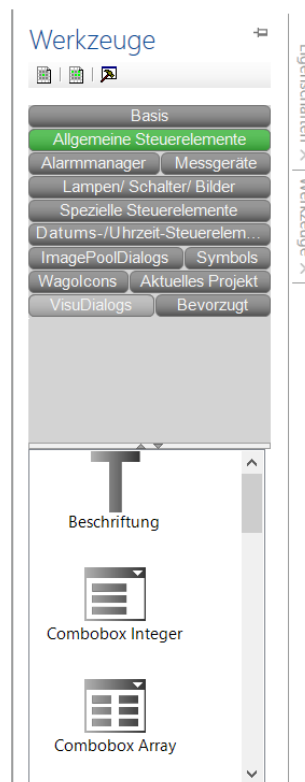 Werkzeuge
Basis
Allgemeine Steuerelemente
Alarmmanager Messgeräte
Lampen/ Schalter/ Bilder
Spezielle Steuerelemente
Datums-/Uhrzeit-Steuerelem...
ImagePoolDialogs Symbols
WagoIcons Aktuelles Projekt
VisuDialogs Bevorzugt
Beschriftung
Combobox Integer
Combobox Array
Eigenschaften
Werkzeuge